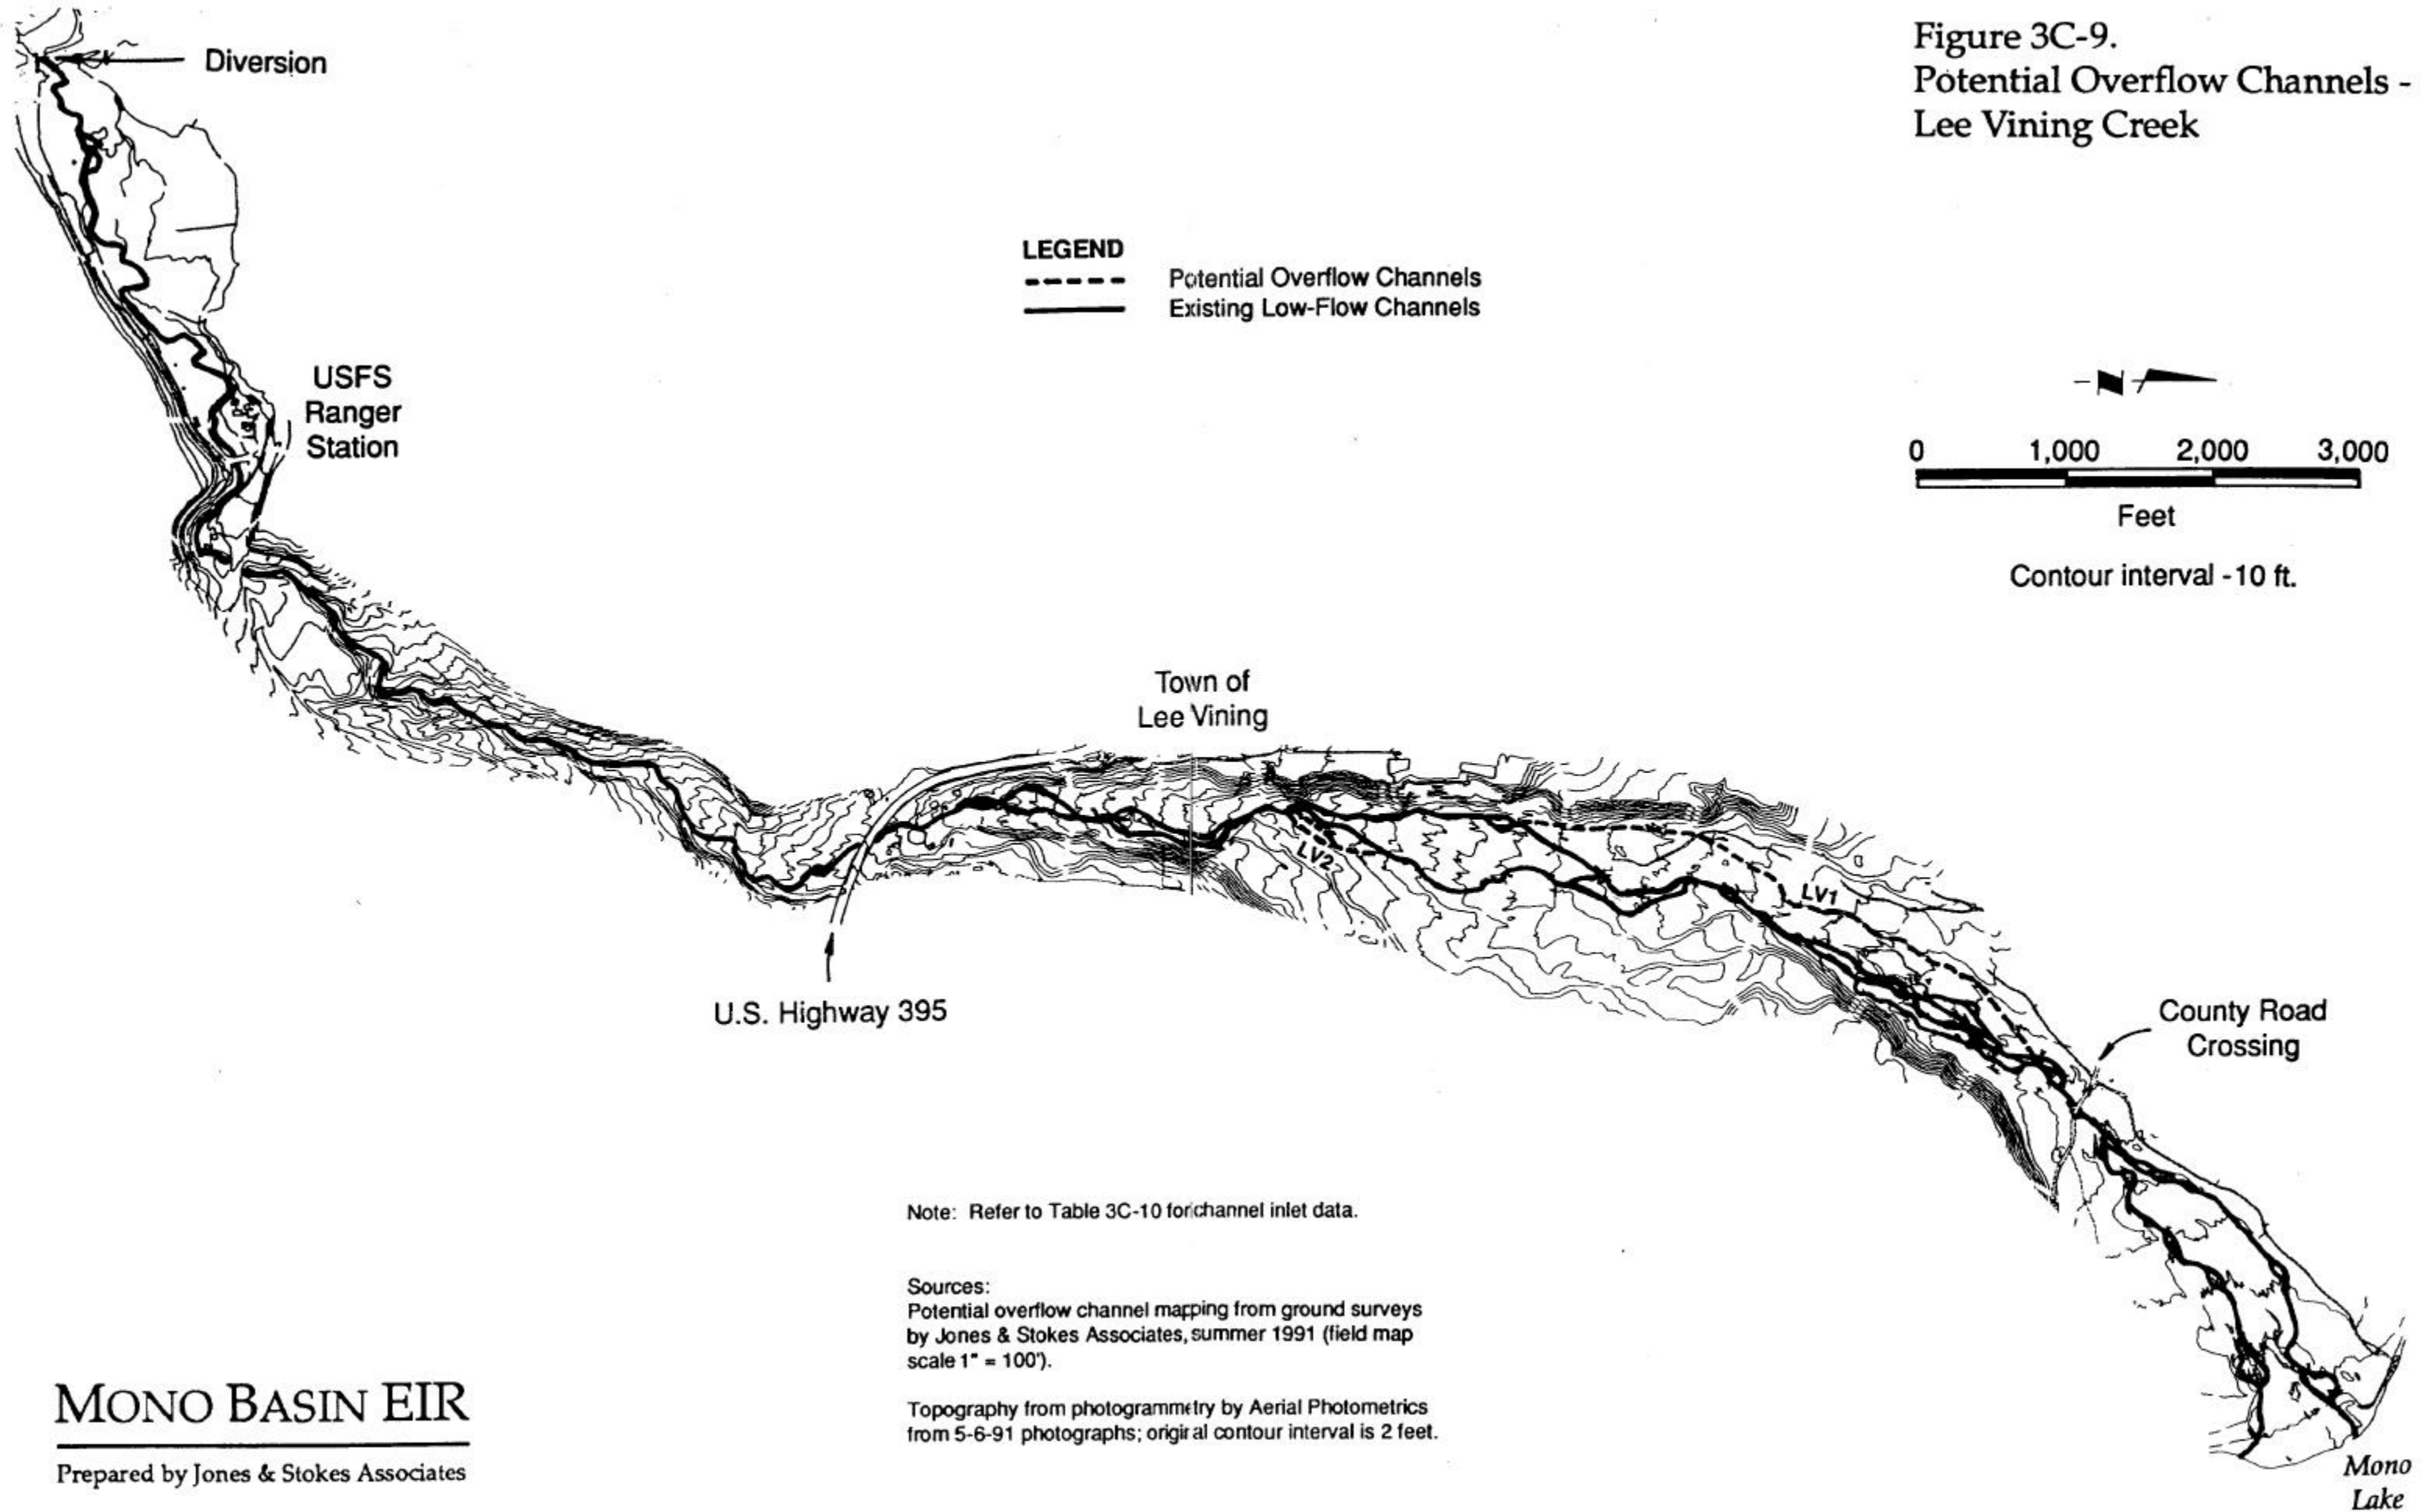 Figure 3C-9.
Potential Overflow Channels -
Lee Vining Creek
Diversion
LEGEND
Potential Overflow Channels
Existing Low-Flow Channels
USFS
Ranger
Station
N
0 1,000 2,000 3,000
Feet
Contour interval - 10 ft.
Town of
Lee Vining
LV2
LV1
U.S. Highway 395
County Road
Crossing
Note: Refer to Table 3C-10 for channel inlet data.
Sources:
Potential overflow channel mapping from ground surveys
by Jones & Stokes Associates, summer 1991 (field map
scale 1" = 100').
Topography from photogrammetry by Aerial Photometrics
from 5-6-91 photographs; original contour interval is 2 feet.
MONO BASIN EIR
Prepared by Jones & Stokes Associates
Mono
Lake